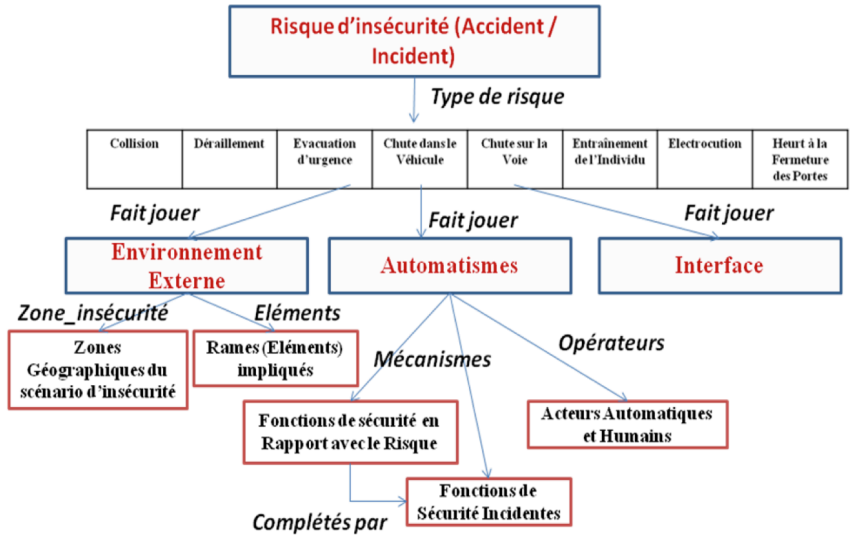 Risque d'insécurité (Accident /
Incident)
Type de risque
Collision
Déraillement
Evacuation
d'urgence
Chute dans le
Véhicule
Chute sur la
Voie
Entraînement
de l'Individu
Electrocution
Heurt à la
Fermeture
des Portes
Fait jouer
Fait jouer
Fait jouer
Environnement
Externe
Automatismes
Interface
Zone_insécurité
Eléments
Mécanismes
Opérateurs
Zones
Géographiques du
scénario d'insécurité
Rames (Eléments)
impliqués
Fonctions de sécurité en
Rapport avec le Risque
Acteurs Automatiques
et Humains
Fonctions de
Sécurité Incidentes
Complétés par